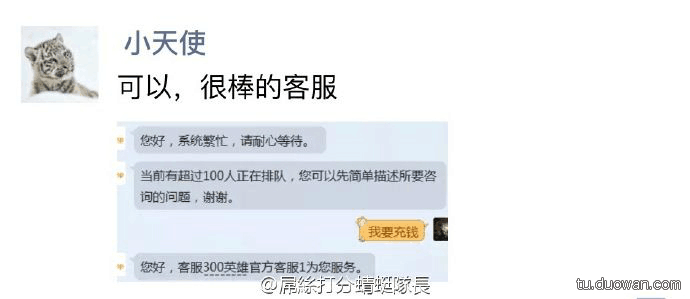 小天使
可以，很棒的客服
您好，系统繁忙，请耐心等待。
当前有超过100人正在排队，您可以先简单描述所要咨
询的问题，谢谢。
我要充钱
您好，客服300英雄官方客服1为您服务。
@屌絲打分蜻蜓隊長
tu.duowan.com